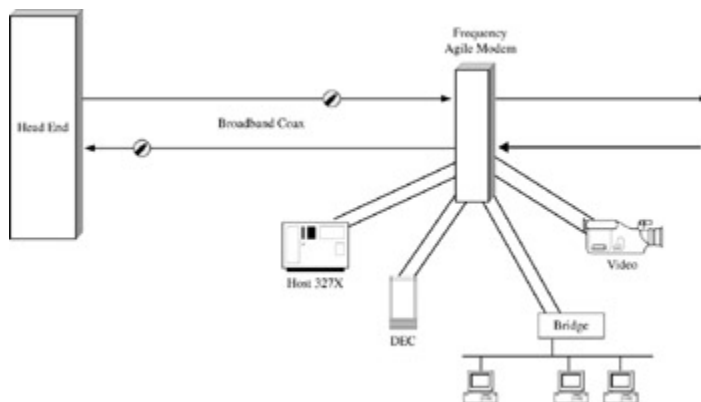 Frequency
Agile Modem
Head End
Broadband Coax
Host 327X
Video
DEC
Bridge